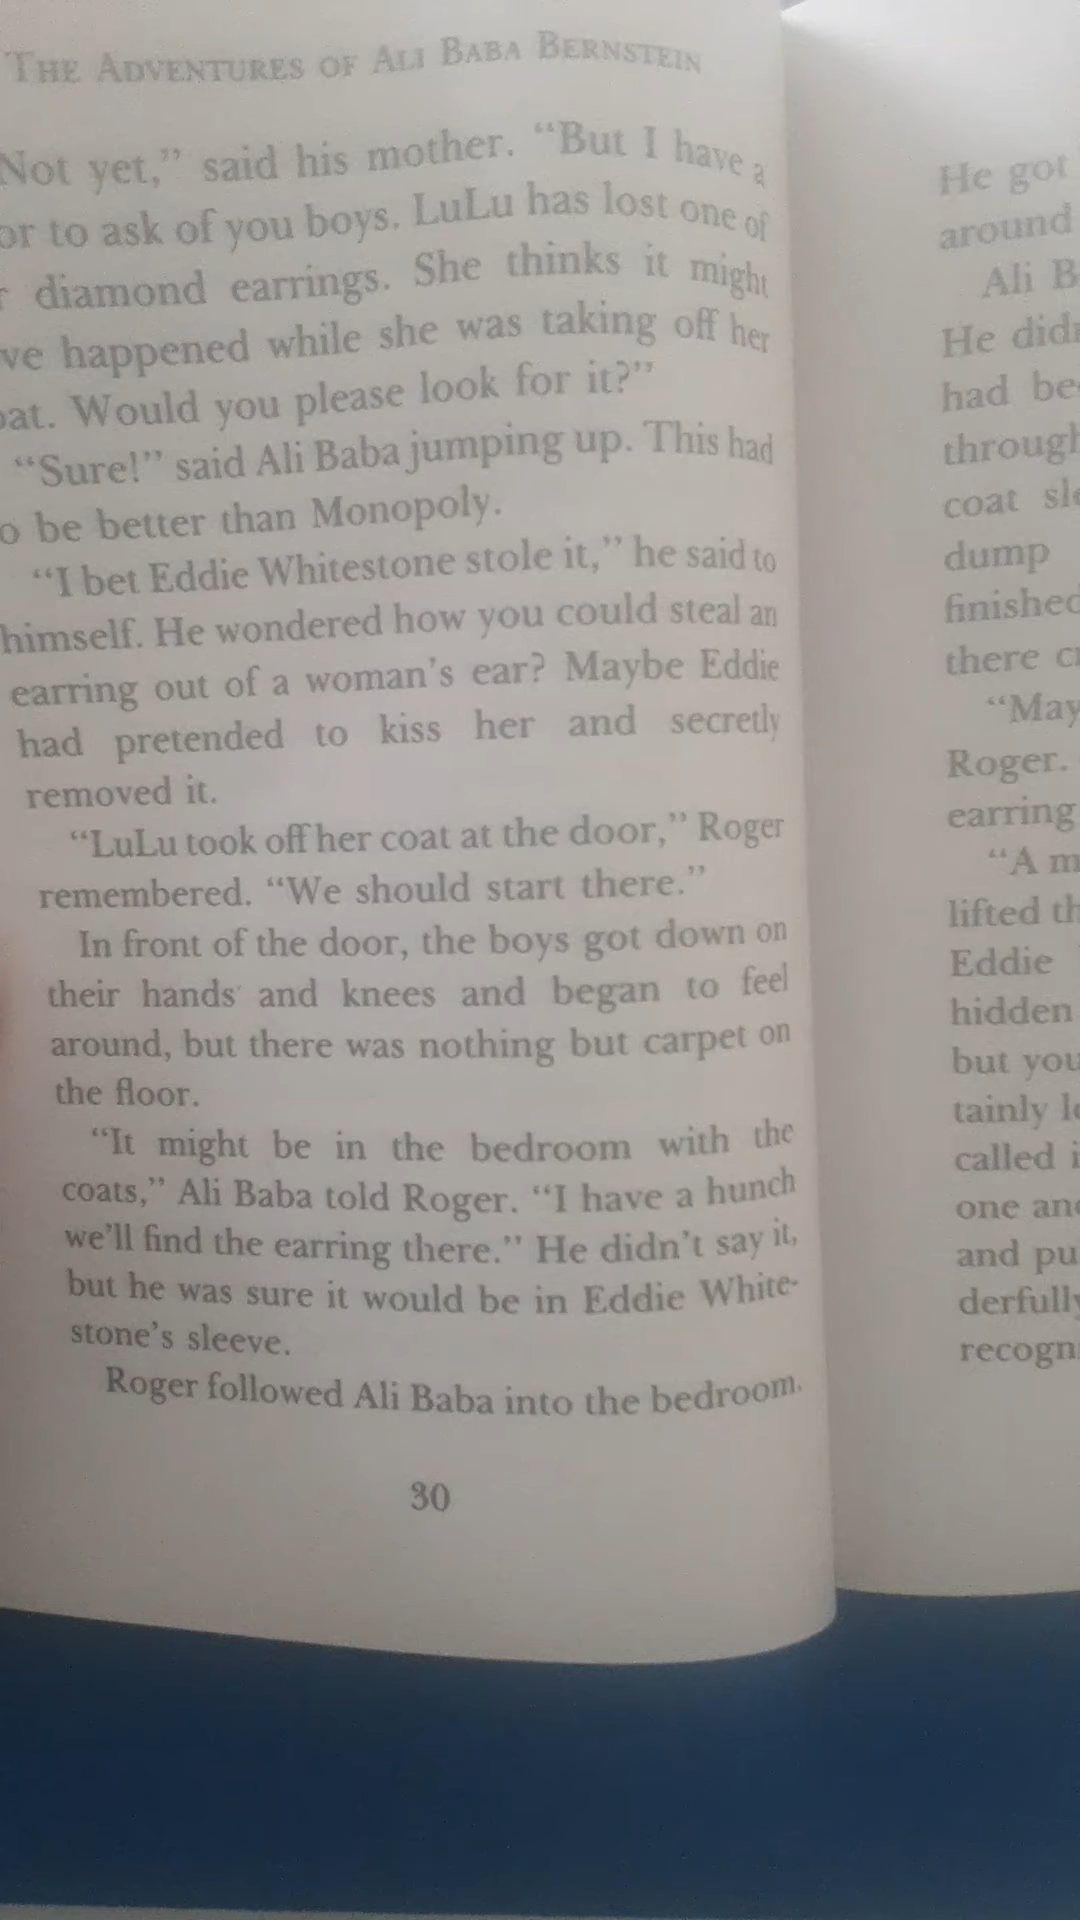 THE ADVENTURES OF ALI BABA BERNSTEIN
Not yet,” said his mother. “But I have a
or to ask of you boys. LuLu has lost one of
r diamond earrings. She thinks it might
ve happened while she was taking off her
oat. Would you please look for it?”
“Sure!” said Ali Baba jumping up. This had
o be better than Monopoly.
“I bet Eddie Whitestone stole it,” he said to
himself. He wondered how you could steal an
earring out of a woman’s ear? Maybe Eddie
had pretended to kiss her and secretly
removed it.
“LuLu took off her coat at the door,” Roger
remembered. “We should start there.”
In front of the door, the boys got down on
their hands and knees and began to feel
around, but there was nothing but carpet on
the floor.
“It might be in the bedroom with the
coats,” Ali Baba told Roger. “I have a hunch
we’ll find the earring there.” He didn’t say it,
but he was sure it would be in Eddie White-
stone’s sleeve.
Roger followed Ali Baba into the bedroom.
30
He got
around
Ali B
He didn
had be
through
coat sle
dump
finished
there cr
“May
Roger.
earring
“A m
lifted th
Eddie
hidden
but you
tainly lo
called i
one and
and pu
derfully
recogn